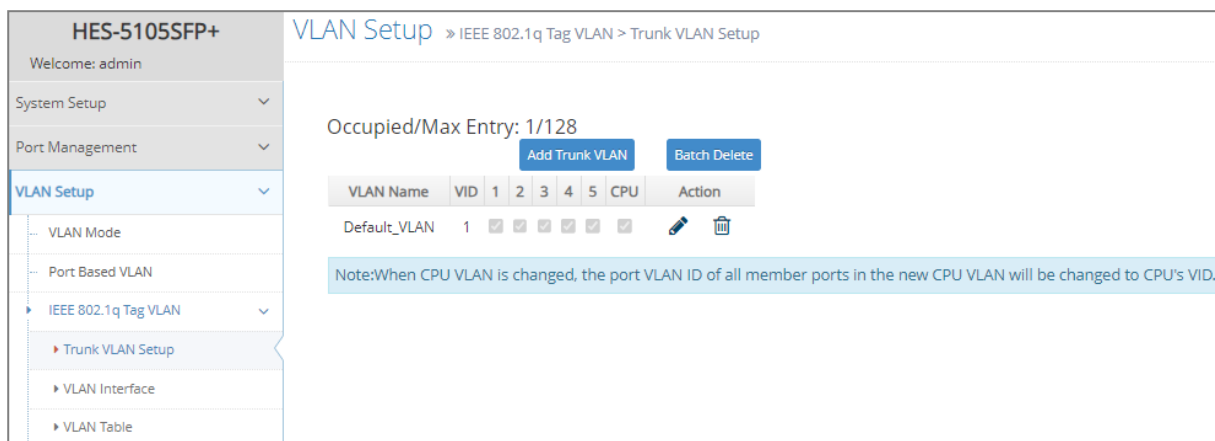 HES-5105SFP+
Welcome: admin
System Setup
Port Management
VLAN Setup
VLAN Mode
Port Based VLAN
IEEE 802.1q Tag VLAN
Trunk VLAN Setup
VLAN Interface
VLAN Table
VLAN Setup » IEEE 802.1q Tag VLAN > Trunk VLAN Setup
Occupied/Max Entry: 1/128
Add Trunk VLAN Batch Delete
VLAN Name VID 1 2 3 4 5 CPU Action
Default_VLAN 1
Note:When CPU VLAN is changed, the port VLAN ID of all member ports in the new CPU VLAN will be changed to CPU's VID.